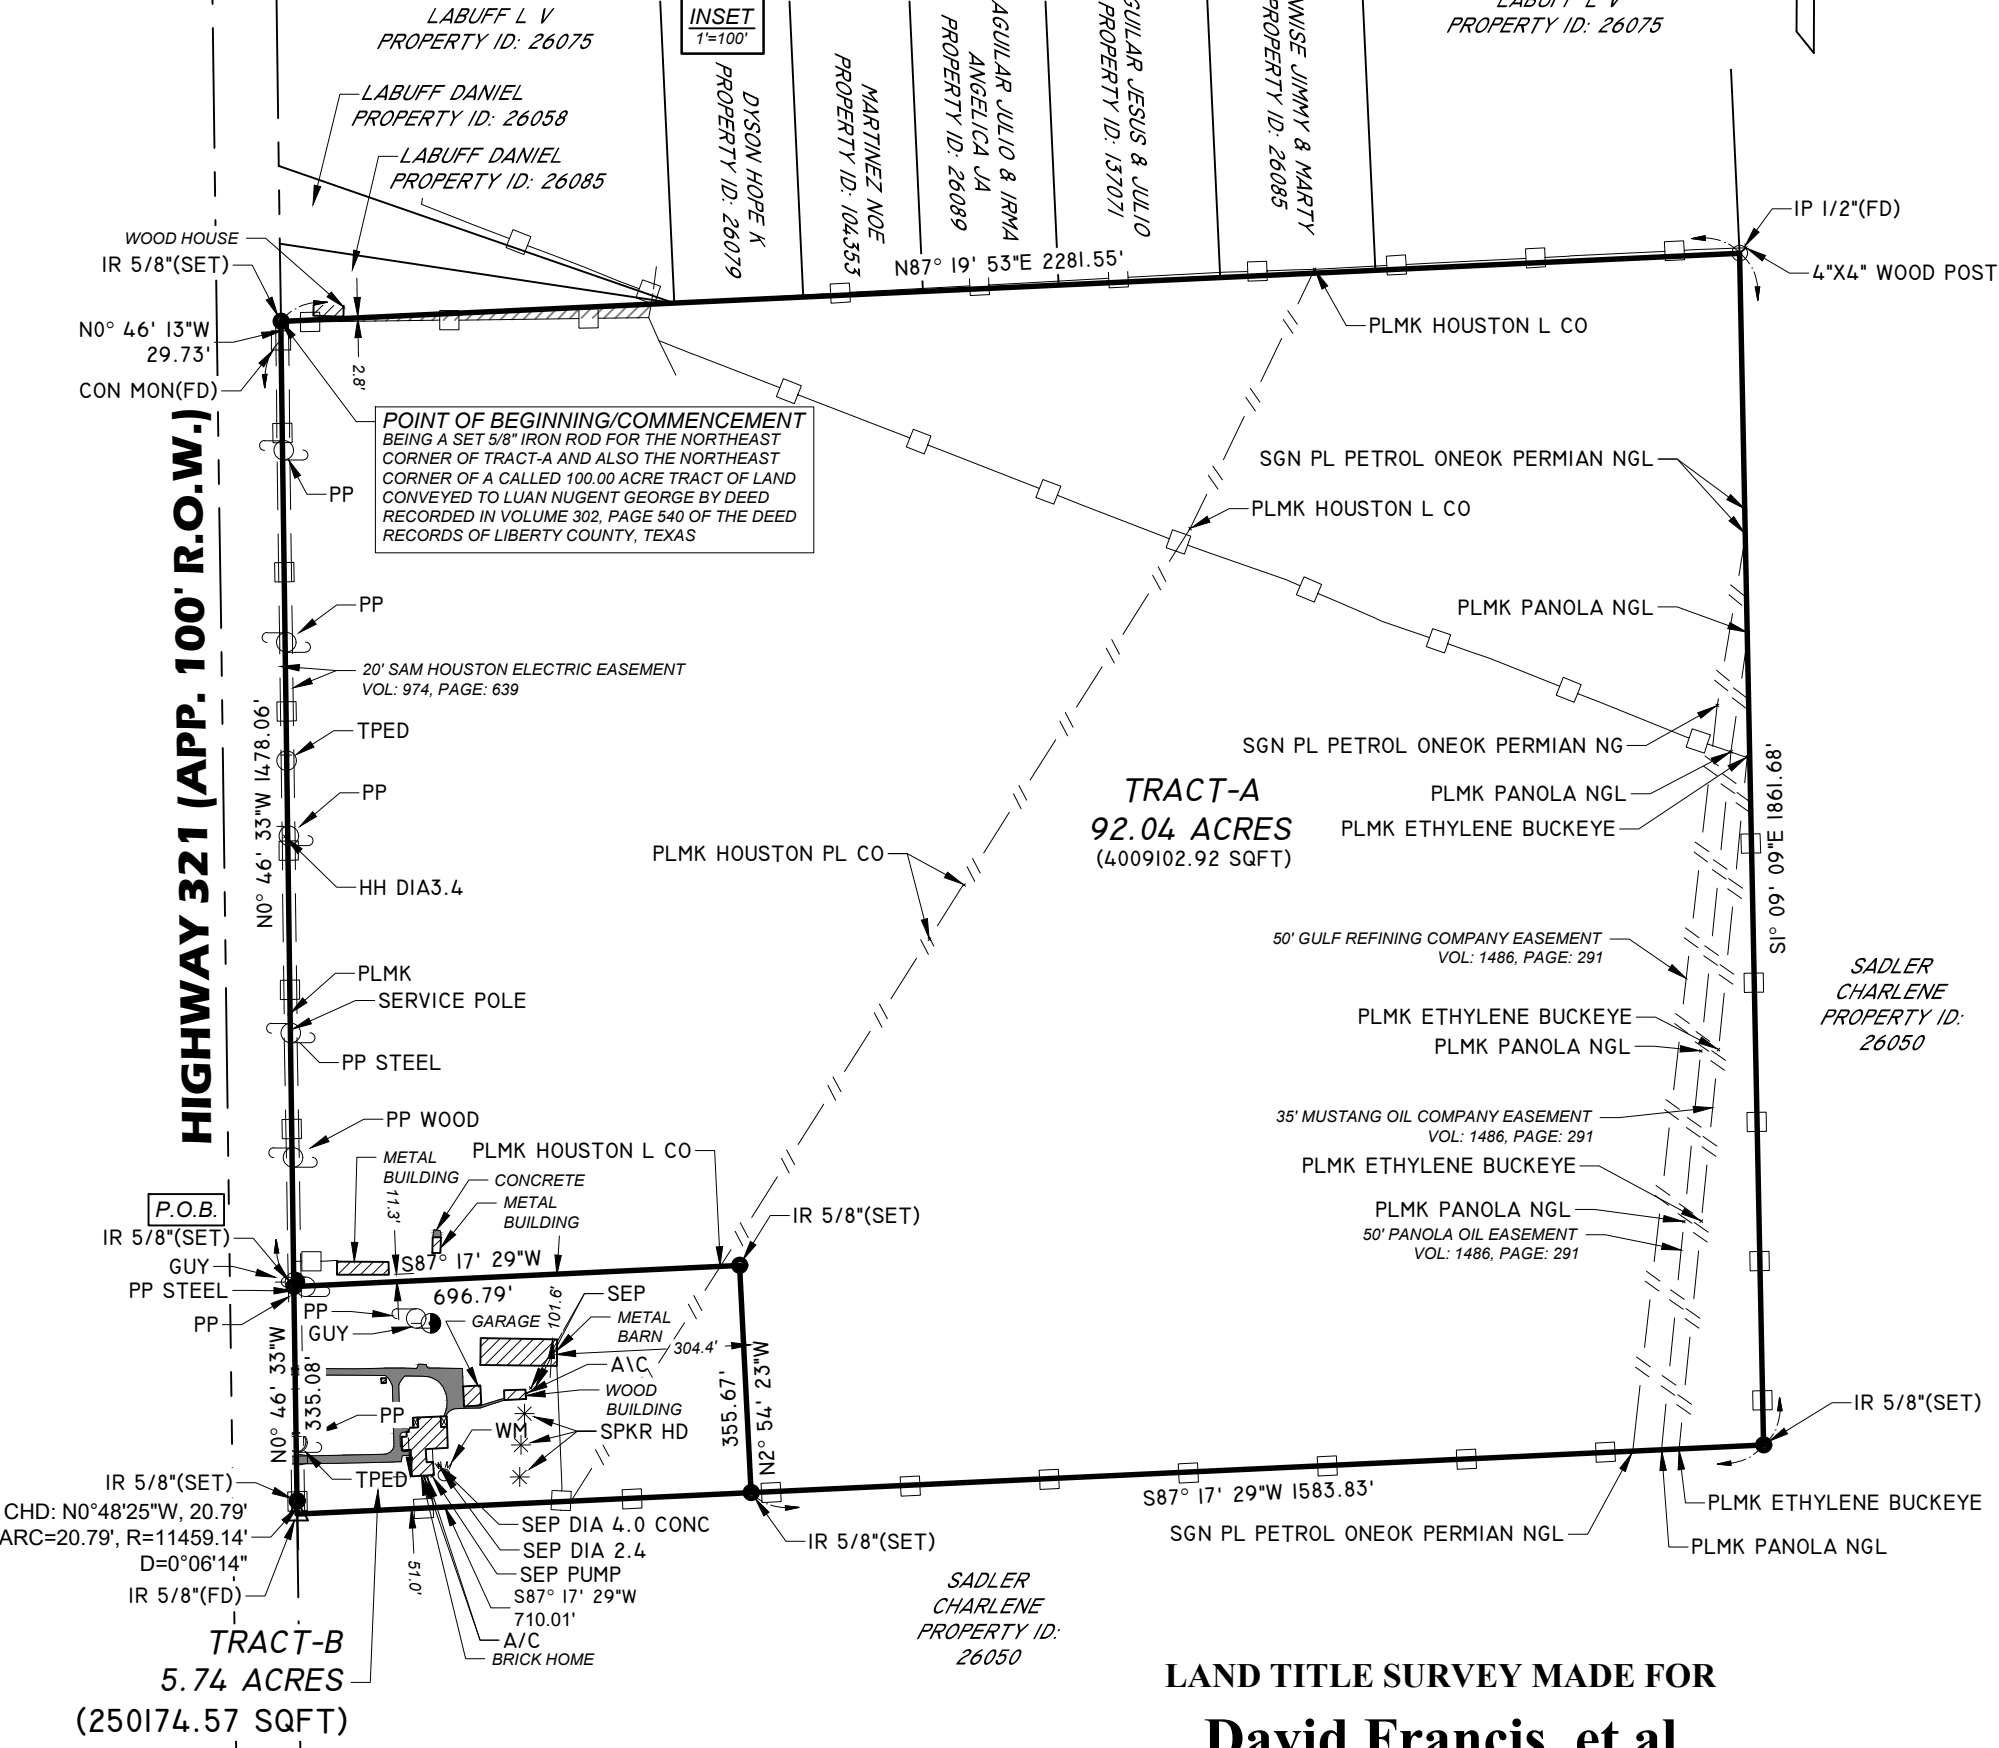 LABUFF L V
PROPERTY ID: 26075
INSET
1'=100'
LABUFF L V
PROPERTY ID: 26075
LABUFF DANIEL
PROPERTY ID: 26058
LABUFF DANIEL
PROPERTY ID: 26085
DYSON HOPE K
PROPERTY ID: 26079
MARTINEZ NOE
PROPERTY ID: 104353
AGUILAR JULIO & IRMA
ANGELICA JA
PROPERTY ID: 26089
GUILAR JESUS & JULIO
PROPERTY ID: 137071
NNISE JIMMY & MARTY
PROPERTY ID: 26085
WOOD HOUSE
IR 5/8"(SET)
N0° 46' 13"W
29.73'
CON MON(FD)
2.8'
N87° 19' 53"E 2281.55'
IP 1/2"(FD)
4"X4" WOOD POST
PLMK HOUSTON L CO
POINT OF BEGINNING/COMMENCEMENT
BEING A SET 5/8" IRON ROD FOR THE NORTHEAST
CORNER OF TRACT-A AND ALSO THE NORTHEAST
CORNER OF A CALLED 100.00 ACRE TRACT OF LAND
CONVEYED TO LUAN NUGENT GEORGE BY DEED
RECORDED IN VOLUME 302, PAGE 540 OF THE DEED
RECORDS OF LIBERTY COUNTY, TEXAS
HIGHWAY 321 (APP. 100' R.O.W.)
PP
SGN PL PETROL ONEOK PERMIAN NGL
PLMK HOUSTON L CO
PP
PLMK PANOLA NGL
20' SAM HOUSTON ELECTRIC EASEMENT
VOL: 974, PAGE: 639
N0° 46' 33"W 1478.06'
TPED
SGN PL PETROL ONEOK PERMIAN NG
PP
TRACT-A
92.04 ACRES
(4009102.92 SQFT)
PLMK PANOLA NGL
PLMK ETHYLENE BUCKEYE
S1° 09' 09"E 1861.68'
PLMK HOUSTON PL CO
HH DIA3.4
50' GULF REFINING COMPANY EASEMENT
VOL: 1486, PAGE: 291
SADLER
CHARLENE
PROPERTY ID:
26050
PLMK
SERVICE POLE
PLMK ETHYLENE BUCKEYE
PLMK PANOLA NGL
PP STEEL
PP WOOD
35' MUSTANG OIL COMPANY EASEMENT
VOL: 1486, PAGE: 291
METAL
BUILDING
PLMK HOUSTON L CO
CONCRETE
METAL
BUILDING
11.3'
PLMK ETHYLENE BUCKEYE
P.O.B.
IR 5/8"(SET)
GUY
PP STEEL
PP
IR 5/8"(SET)
PLMK PANOLA NGL
50' PANOLA OIL EASEMENT
VOL: 1486, PAGE: 291
S87° 17' 29"W
696.79'
PP
GUY
GARAGE
101.6'
SEP
METAL
BARN
304.4'
A\C
WOOD
BUILDING
SPKR HD
N0° 46' 33"W
335.08'
PP
WM
TPED
355.67'
N2° 54' 23"W
IR 5/8"(SET)
IR 5/8"(SET)
CHD: N0°48'25"W, 20.79'
ARC=20.79', R=11459.14'
D=0°06'14"
IR 5/8"(FD)
51.0'
SEP DIA 4.0 CONC
SEP DIA 2.4
SEP PUMP
S87° 17' 29"W
710.01'
A/C
BRICK HOME
IR 5/8"(SET)
S87° 17' 29"W 1583.83'
SGN PL PETROL ONEOK PERMIAN NGL
PLMK ETHYLENE BUCKEYE
PLMK PANOLA NGL
SADLER
CHARLENE
PROPERTY ID:
26050
TRACT-B
5.74 ACRES
(250174.57 SQFT)
LAND TITLE SURVEY MADE FOR
David Francis, et al